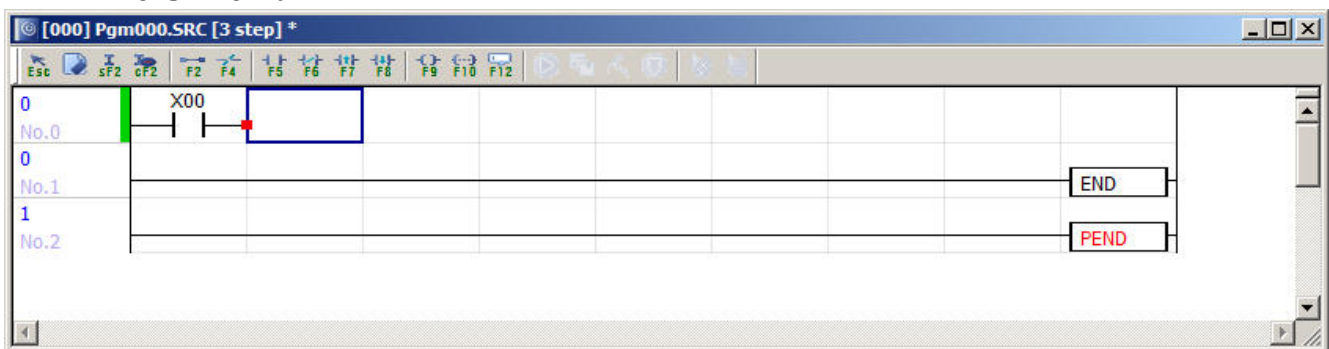 [000] Pgm000.SRC [3 step] *
Esc sF2 cF2 F2 F4 F5 F6 F7 F8 F9 F10 F12
0 X00
No.0
0
No.1 END
1
No.2 PEND